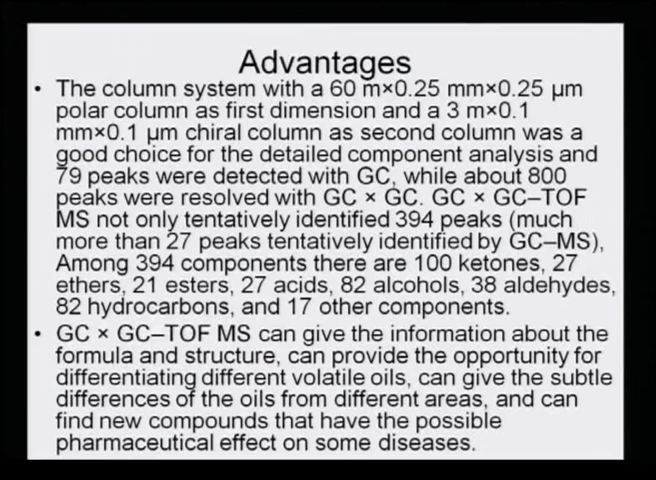 Advantages
• The column system with a 60 m×0.25 mm×0.25 µm
polar column as first dimension and a 3 m×0.1
mm×0.1 µm chiral column as second column was a
good choice for the detailed component analysis and
79 peaks were detected with GC, while about 800
peaks were resolved with GC × GC. GC × GC–TOF
MS not only tentatively identified 394 peaks (much
more than 27 peaks tentatively identified by GC–MS),
Among 394 components there are 100 ketones, 27
ethers, 21 esters, 27 acids, 82 alcohols, 38 aldehydes,
82 hydrocarbons, and 17 other components.
• GC × GC–TOF MS can give the information about the
formula and structure, can provide the opportunity for
differentiating different volatile oils, can give the subtle
differences of the oils from different areas, and can
find new compounds that have the possible
pharmaceutical effect on some diseases.